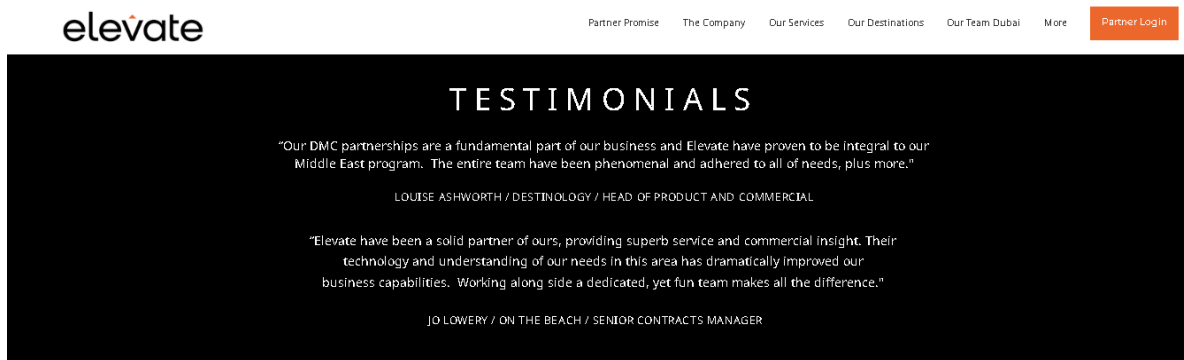 elevate
Partner Promise The Company Our Services Our Destinations Our Team Dubai More Partner Login
TESTIMONIALS
"Our DMC partnerships are a fundamental part of our business and Elevate have proven to be integral to our
Middle East program.  The entire team have been phenomenal and adhered to all of needs, plus more."
LOUISE ASHWORTH / DESTINOLOGY / HEAD OF PRODUCT AND COMMERCIAL
"Elevate have been a solid partner of ours, providing superb service and commercial insight. Their
technology and understanding of our needs in this area has dramatically improved our
business capabilities.  Working along side a dedicated, yet fun team makes all the difference."
JO LOWERY / ON THE BEACH / SENIOR CONTRACTS MANAGER